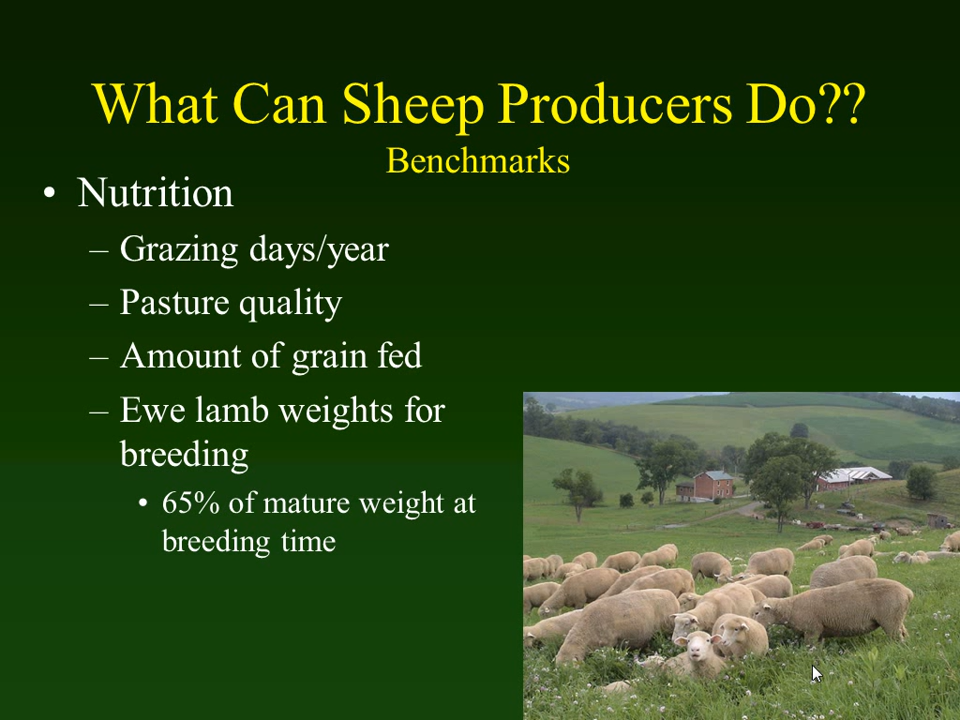 What Can Sheep Producers Do??
Benchmarks
• Nutrition
– Grazing days/year
– Pasture quality
– Amount of grain fed
– Ewe lamb weights for
breeding
• 65% of mature weight at
breeding time